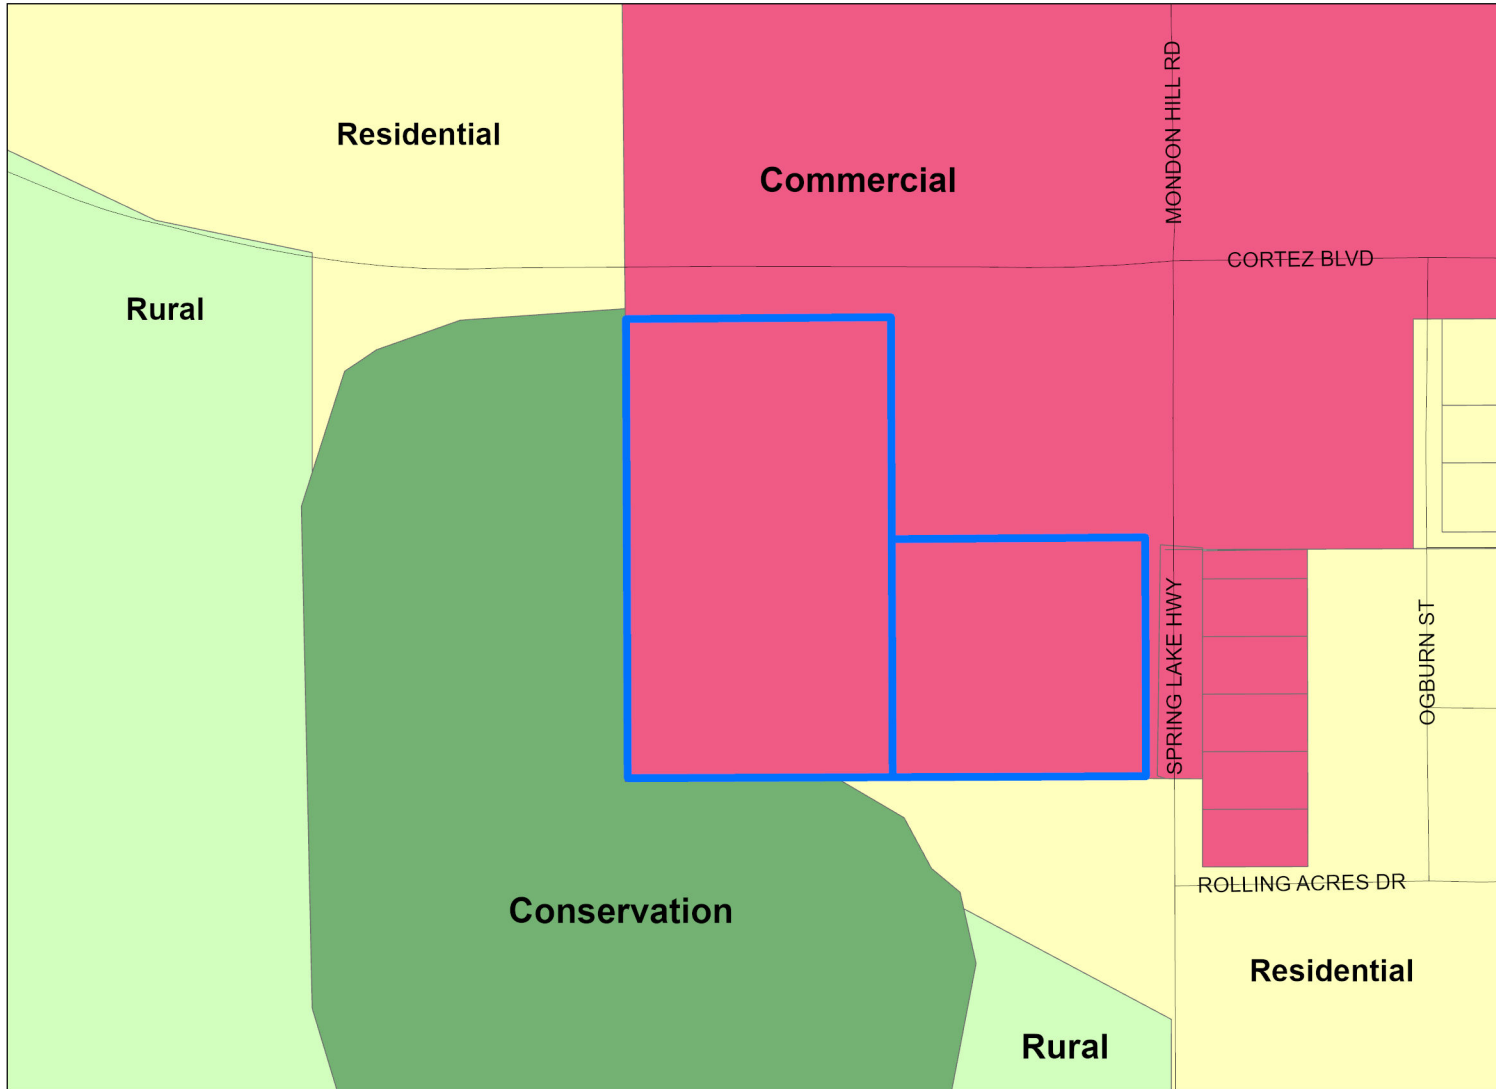 Residential
Commercial
MONDON HILL RD
CORTEZ BLVD
Rural
SPRING LAKE HWY
OGBURN ST
ROLLING ACRES DR
Conservation
Residential
Rural